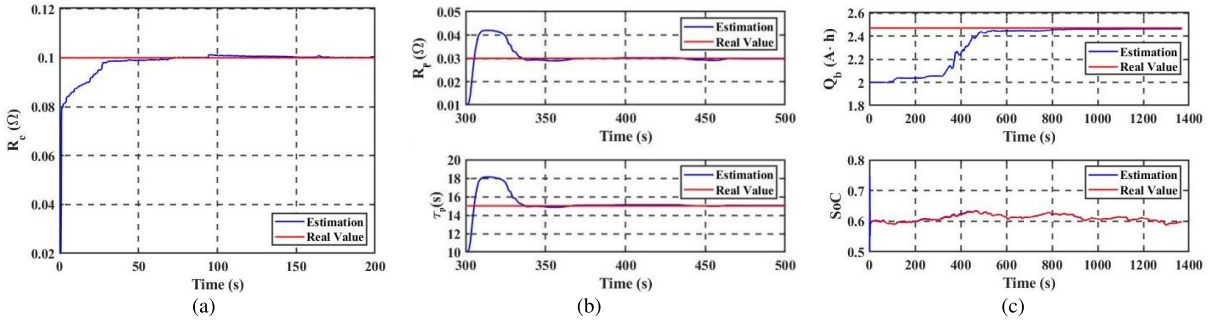 0.12
0.1
0.08
0.06
0.04
0.02
R_e (Ω)
Estimation
Real Value
0 50 100 150 200
Time (s)
(a)
0.05
0.04
0.03
0.02
0.01
R_p (Ω)
Estimation
Real Value
300 350 400 450 500
Time (s)
20
18
16
14
12
10
τ_p(s)
Estimation
Real Value
300 350 400 450 500
Time (s)
(b)
2.6
2.4
2.2
2
1.8
Q_b (A· h)
Estimation
Real Value
0 200 400 600 800 1000 1200 1400
Time (s)
0.8
0.7
0.6
0.5
SoC
Estimation
Real Value
0 200 400 600 800 1000 1200 1400
Time (s)
(c)